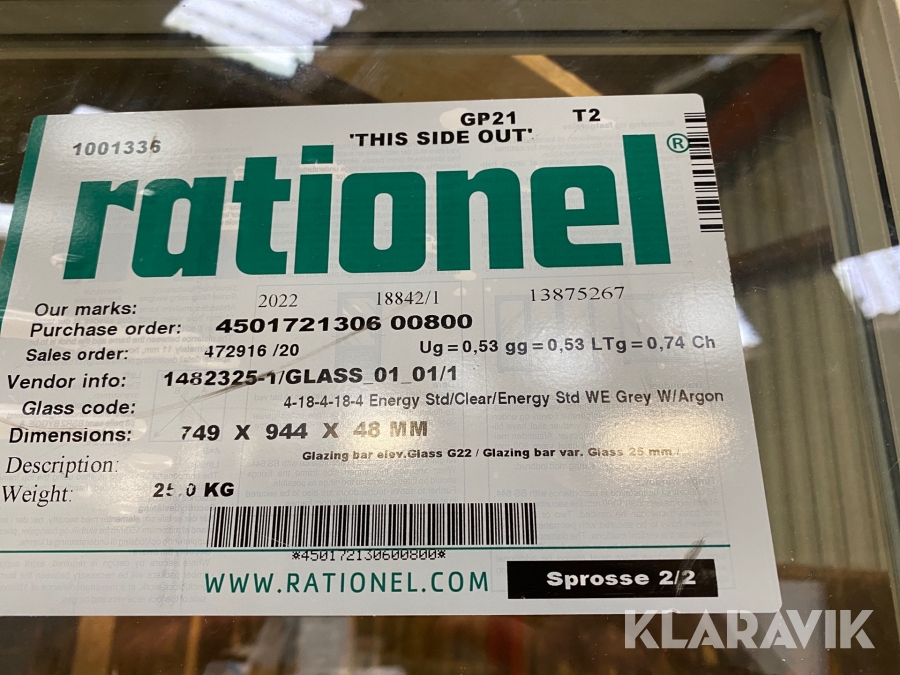 GP21 T2
1001336 'THIS SIDE OUT'
rationel®
Our marks: 2022 18842/1 13875267
Purchase order: 4501721306 00800
Sales order: 472916 /20 Ug=0,53 gg=0,53 LTg=0,74 Ch
Vendor info: 1482325-1/GLASS_01_01/1
Glass code: 4-18-4-18-4 Energy Std/Clear/Energy Std WE Grey W/Argon
Dimensions: 749 X 944 X 48 MM
Description: Glazing bar elev.Glass G22 / Glazing bar var. Glass 25 mm /
Weight: 25.0 KG
*450172130600800*
WWW.RATIONEL.COM Sprosse 2/2
KLARAVIK